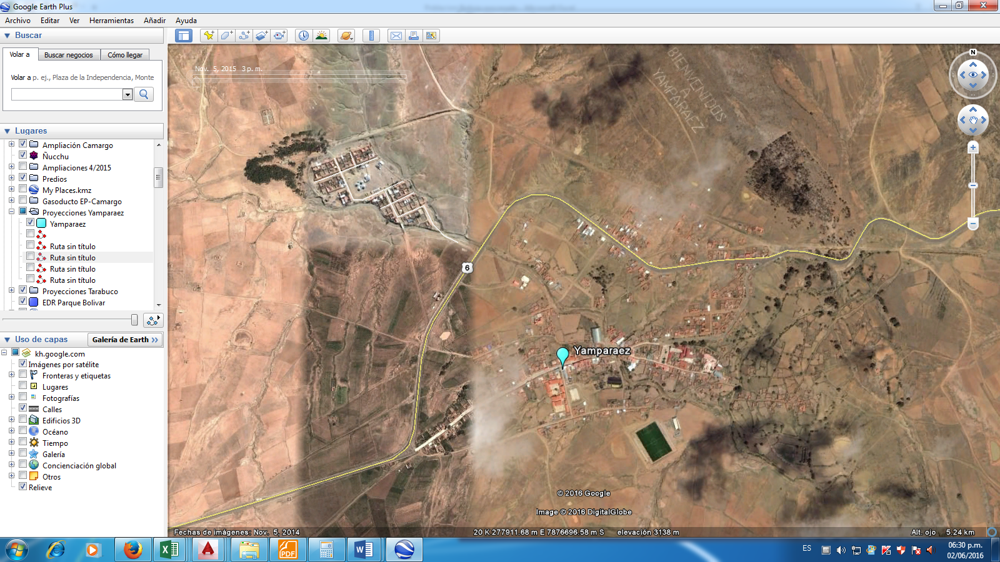 Google Earth Plus
Archivo Editar Ver Herramientas Añadir Ayuda
Buscar
Volar a
Buscar negocios
Cómo llegar
Volar a p. ej., Plaza de la Independencia, Monte
Lugares
Ampliación Camargo
Ñucchu
Ampliaciones 4/2015
Predios
My Places.kmz
Gasoducto EP-Camargo
Proyecciones Yamparaez
Yamparaez
Ruta sin título
Ruta sin título
Ruta sin título
Ruta sin título
Proyecciones Tarabuco
EDR Parque Bolivar
Uso de capas
Galería de Earth >>
kh.google.com
Imágenes por satélite
Fronteras y etiquetas
Lugares
Fotografías
Calles
Edificios 3D
Océano
Tiempo
Galería
Concienciación global
Otros
Relieve
Nov. 5, 2015 3 p. m.
BIENVENIDOS
A
YAMPARAEZ
N
6
Yamparaez
© 2016 Google
Image © 2016 DigitalGlobe
Fechas de imágenes: Nov. 5, 2014
20 K 277911.68 m E 7876696.58 m S elevación 3138 m
Alt. ojo 5.24 km
PDF
ES
06:30 p.m.
02/06/2016